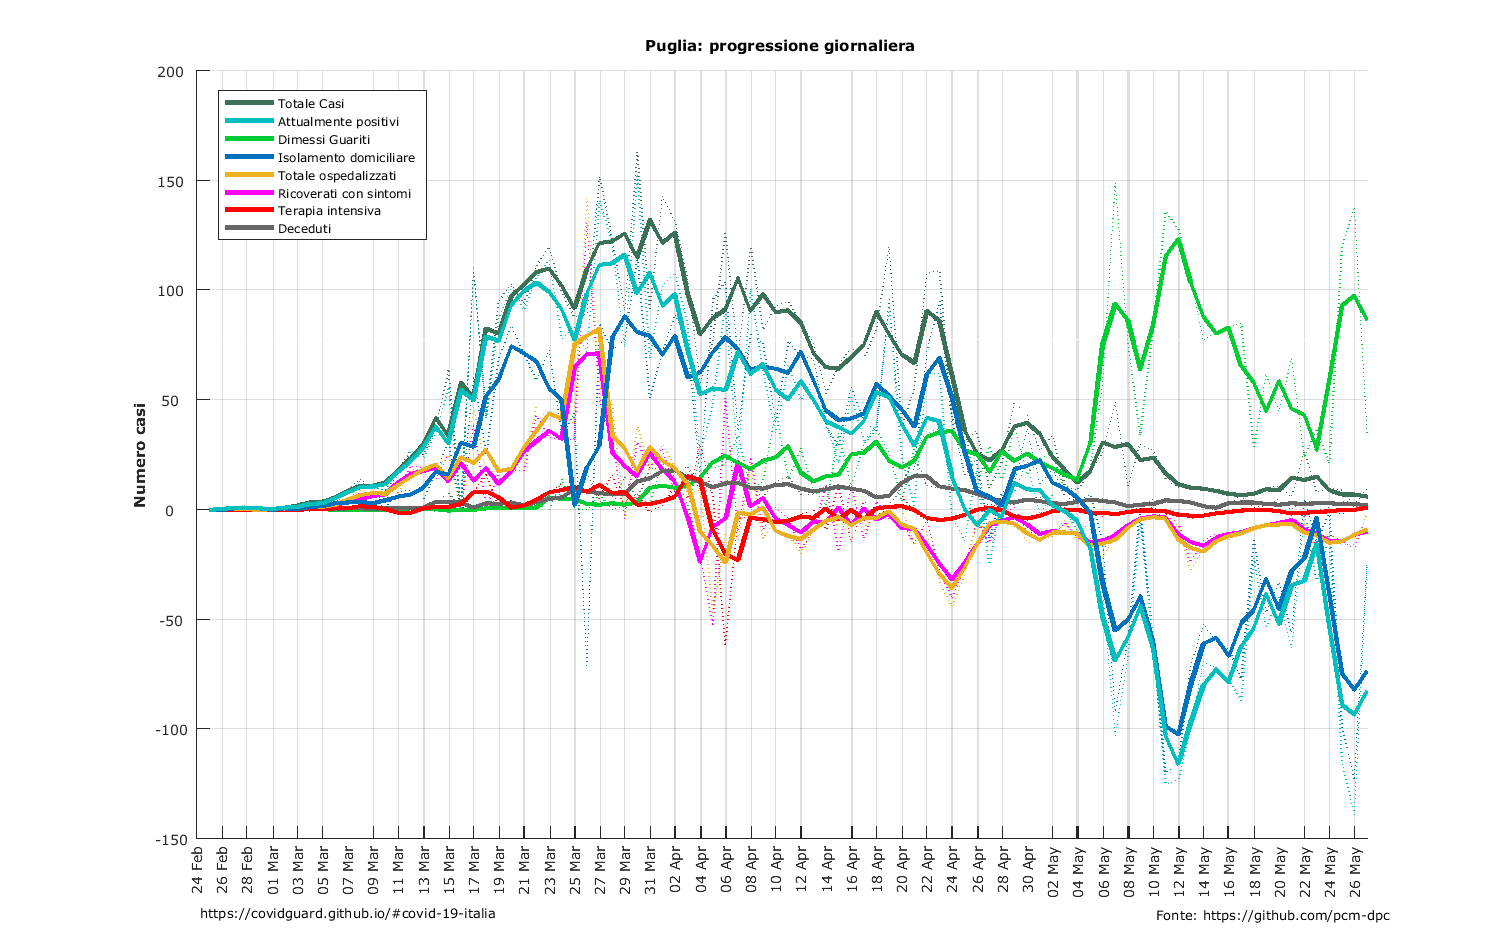 Puglia: progressione giornaliera
Numero casi
200
150
100
50
0
-50
-100
-150
Totale Casi
Attualmente positivi
Dimessi Guariti
Isolamento domiciliare
Totale ospedalizzati
Ricoverati con sintomi
Terapia intensiva
Deceduti
24 Feb
26 Feb
28 Feb
01 Mar
03 Mar
05 Mar
07 Mar
09 Mar
11 Mar
13 Mar
15 Mar
17 Mar
19 Mar
21 Mar
23 Mar
25 Mar
27 Mar
29 Mar
31 Mar
02 Apr
04 Apr
06 Apr
08 Apr
10 Apr
12 Apr
14 Apr
16 Apr
18 Apr
20 Apr
22 Apr
24 Apr
26 Apr
28 Apr
30 Apr
02 May
04 May
06 May
08 May
10 May
12 May
14 May
16 May
18 May
20 May
22 May
24 May
26 May
https://covidguard.github.io/#covid-19-italia
Fonte: https://github.com/pcm-dpc